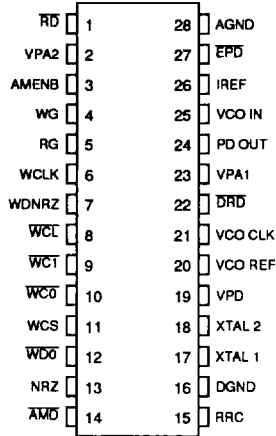 RD 1 28 AGND
VPA2 2 27 EPD
AMENB 3 26 IREF
WG 4 25 VCO IN
RG 5 24 PD OUT
WCLK 6 23 VPA1
WDNRZ 7 22 DRD
WCL 8 21 VCO CLK
WC1 9 20 VCO REF
WC0 10 19 VPD
WCS 11 18 XTAL 2
WD0 12 17 XTAL 1
NRZ 13 16 DGND
AMD 14 15 RRC